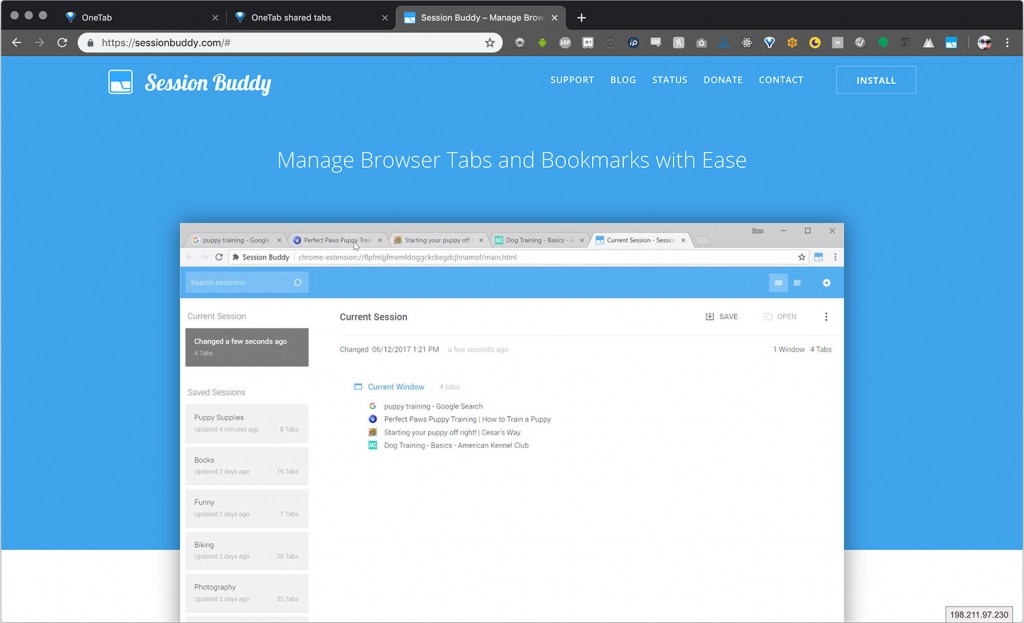 OneTab
OneTab shared tabs
Session Buddy – Manage Brow
https://sessionbuddy.com/#
Session Buddy
SUPPORT
BLOG
STATUS
DONATE
CONTACT
INSTALL
Manage Browser Tabs and Bookmarks with Ease
puppy training - Google
Perfect Paws Puppy Train
Starting your puppy off
Dog Training - Basics - A
Current Session - Sessio
Session Buddy
chrome-extension://
/main.html
Search sessions
Current Session
Changed a few seconds ago
4 Tabs
Saved Sessions
Puppy Supplies
Updated 4 minutes ago 8 Tabs
Books
Updated 2 days ago 19 Tabs
Funny
Updated 2 days ago 7 Tabs
Biking
Updated 2 days ago 29 Tabs
Photography
Updated 2 days ago 35 Tabs
Current Session
SAVE
OPEN
Changed 06/12/2017 1:21 PM a few seconds ago
1 Window 4 Tabs
Current Window 4 tabs
puppy training - Google Search
Perfect Paws Puppy Training | How to Train a Puppy
Starting your puppy off right! | Cesar's Way
Dog Training - Basics - American Kennel Club
198.211.97.230